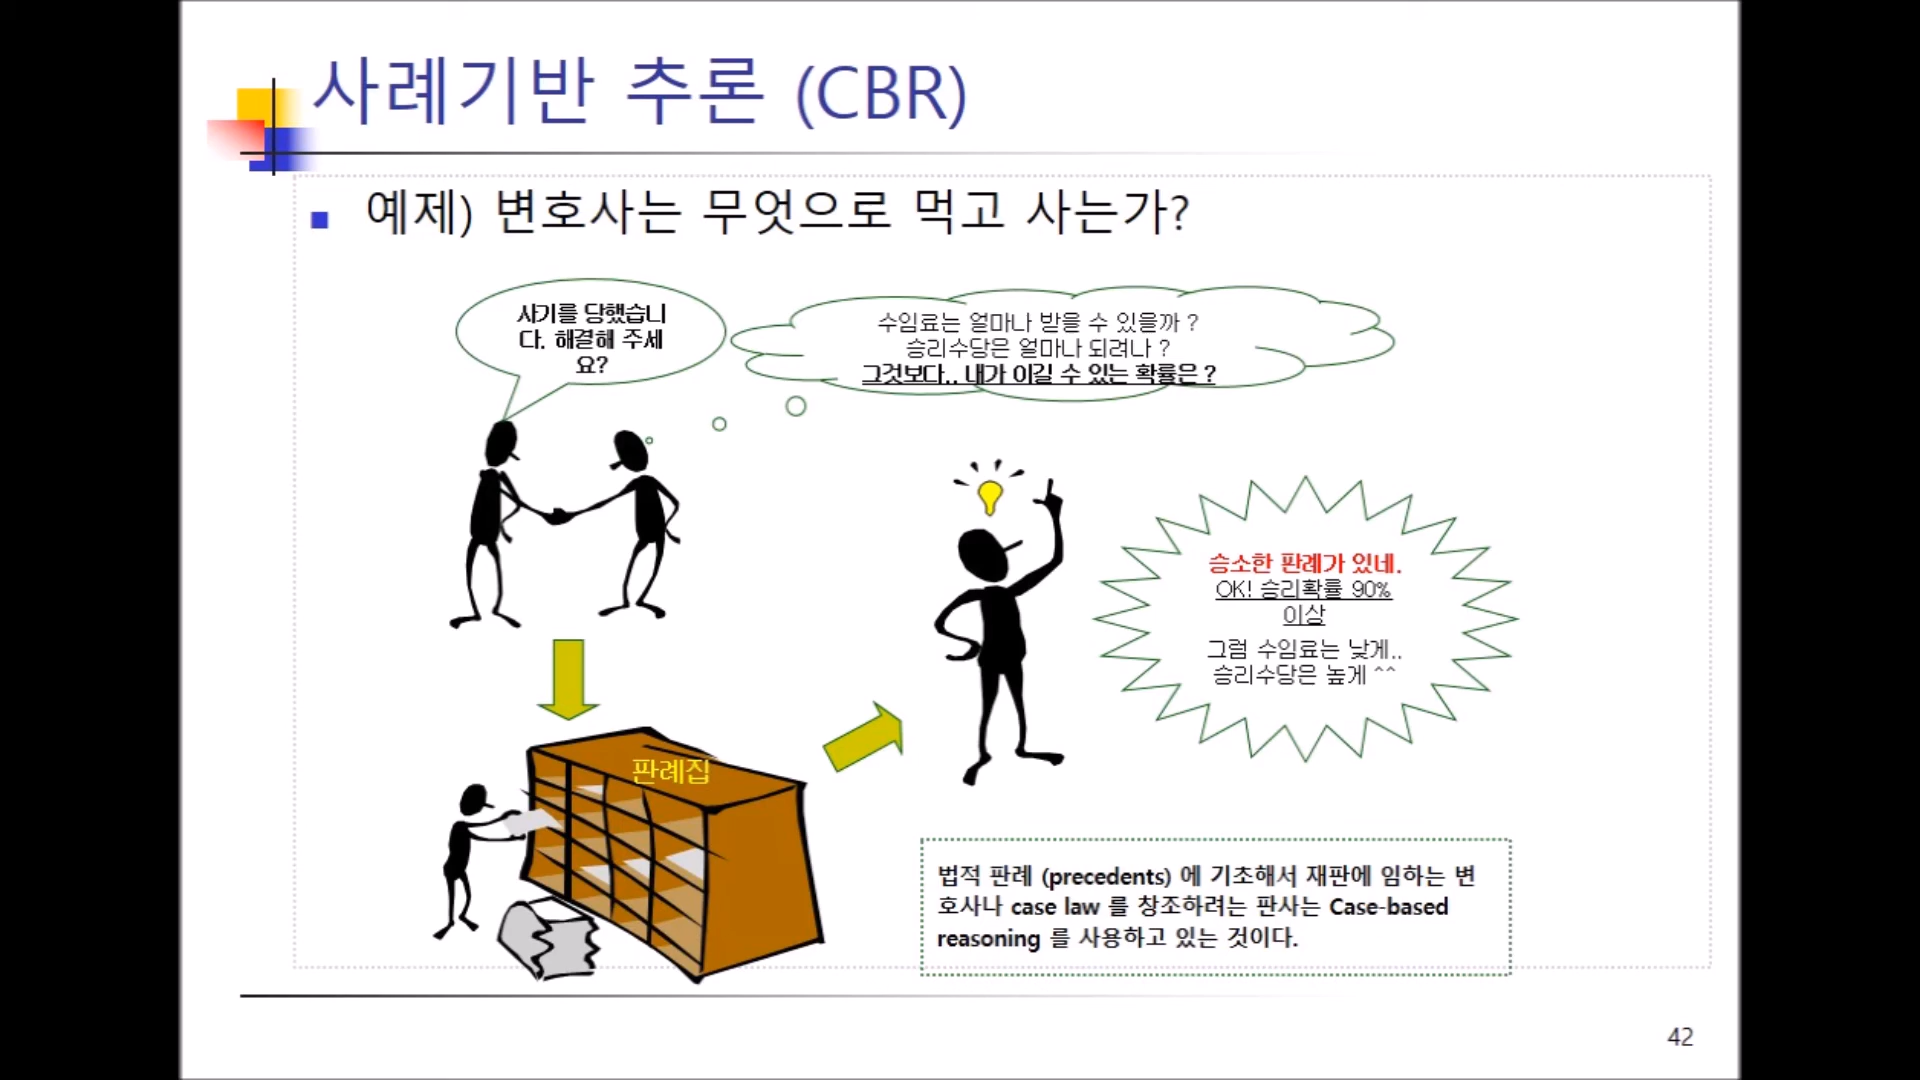 사례기반 추론 (CBR)
예제) 변호사는 무엇으로 먹고 사는가?
사기를 당했습니
다. 해결해 주세
요?
수임료는 얼마나 받을 수 있을까 ?
승리수당은 얼마나 되려나 ?
그것보다.. 내가 이길 수 있는 확률은 ?
승소한 판례가 있네.
OK! 승리확률 90%
이상
그럼 수임료는 낮게..
승리수당은 높게 ^^
판례집
법적 판례 (precedents) 에 기초해서 재판에 임하는 변
호사나 case law 를 창조하려는 판사는 Case-based
reasoning 를 사용하고 있는 것이다.
42